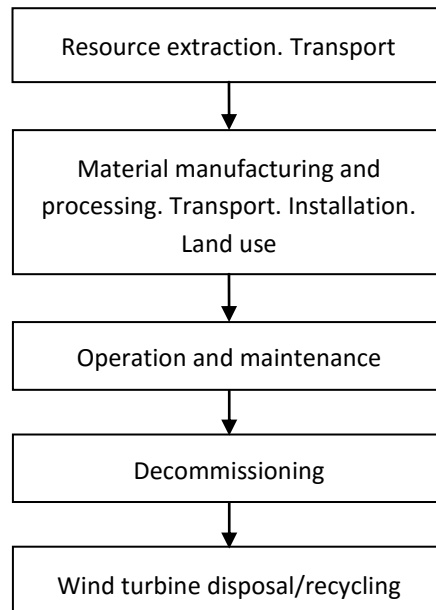 Resource extraction. Transport
Material manufacturing and
processing. Transport. Installation.
Land use
Operation and maintenance
Decommissioning
Wind turbine disposal/recycling